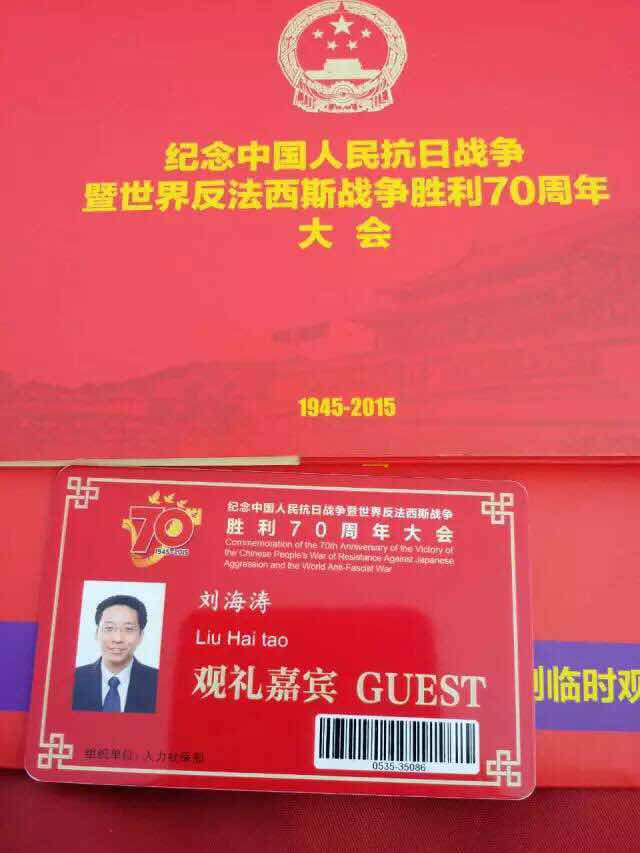 纪念中国人民抗日战争
暨世界反法西斯战争胜利70周年
大会
1945-2015
70
1945-2015
纪念中国人民抗日战争暨世界反法西斯战争
胜利70周年大会
Commemoration of the 70th Anniversary of the Victory of
the Chinese People's War of Resistance Against Japanese
Aggression and the World Anti-Fascist War
刘海涛
Liu Hai tao
观礼嘉宾 GUEST
临时观
组织单位:人力社保部
0535-35086